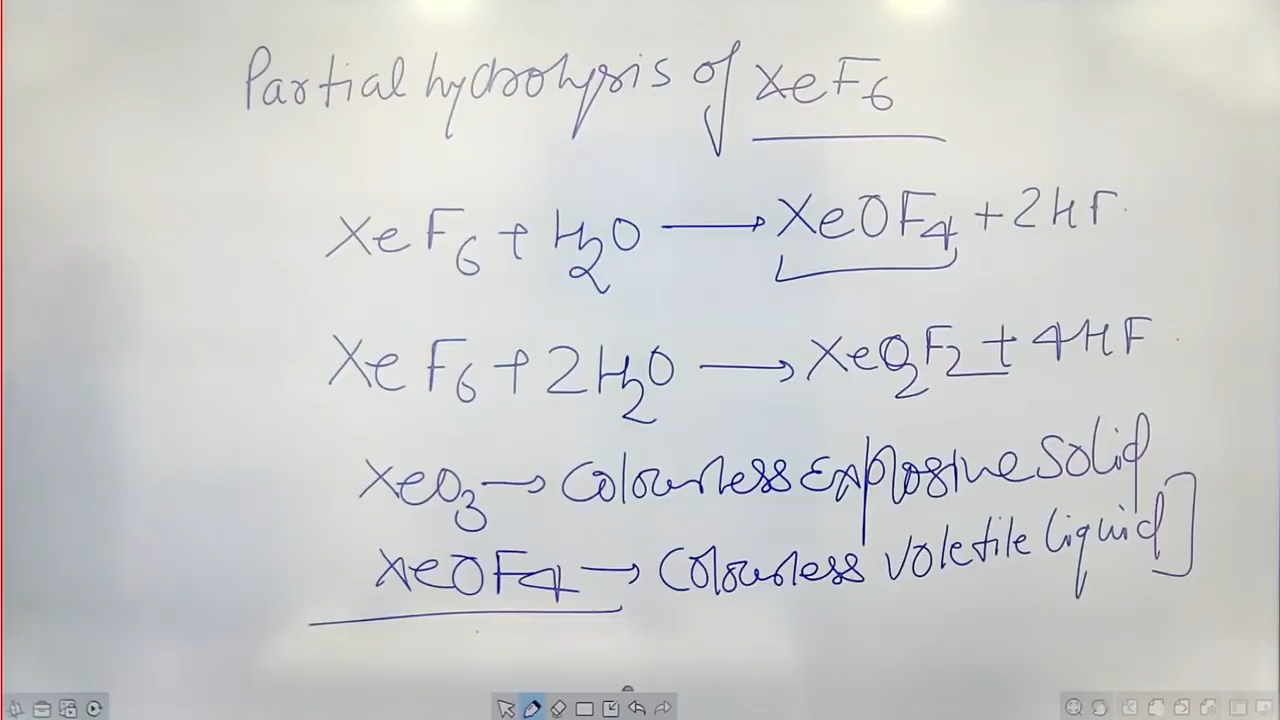 Partial hydrolysis of XeF6
XeF6 + H2O → XeOF4 + 2HF
XeF6 + 2H2O → XeO2F2 + 4HF
XeO3 → Colourless Explosive Solid
XeOF4 → Colourless Voletile liquid]